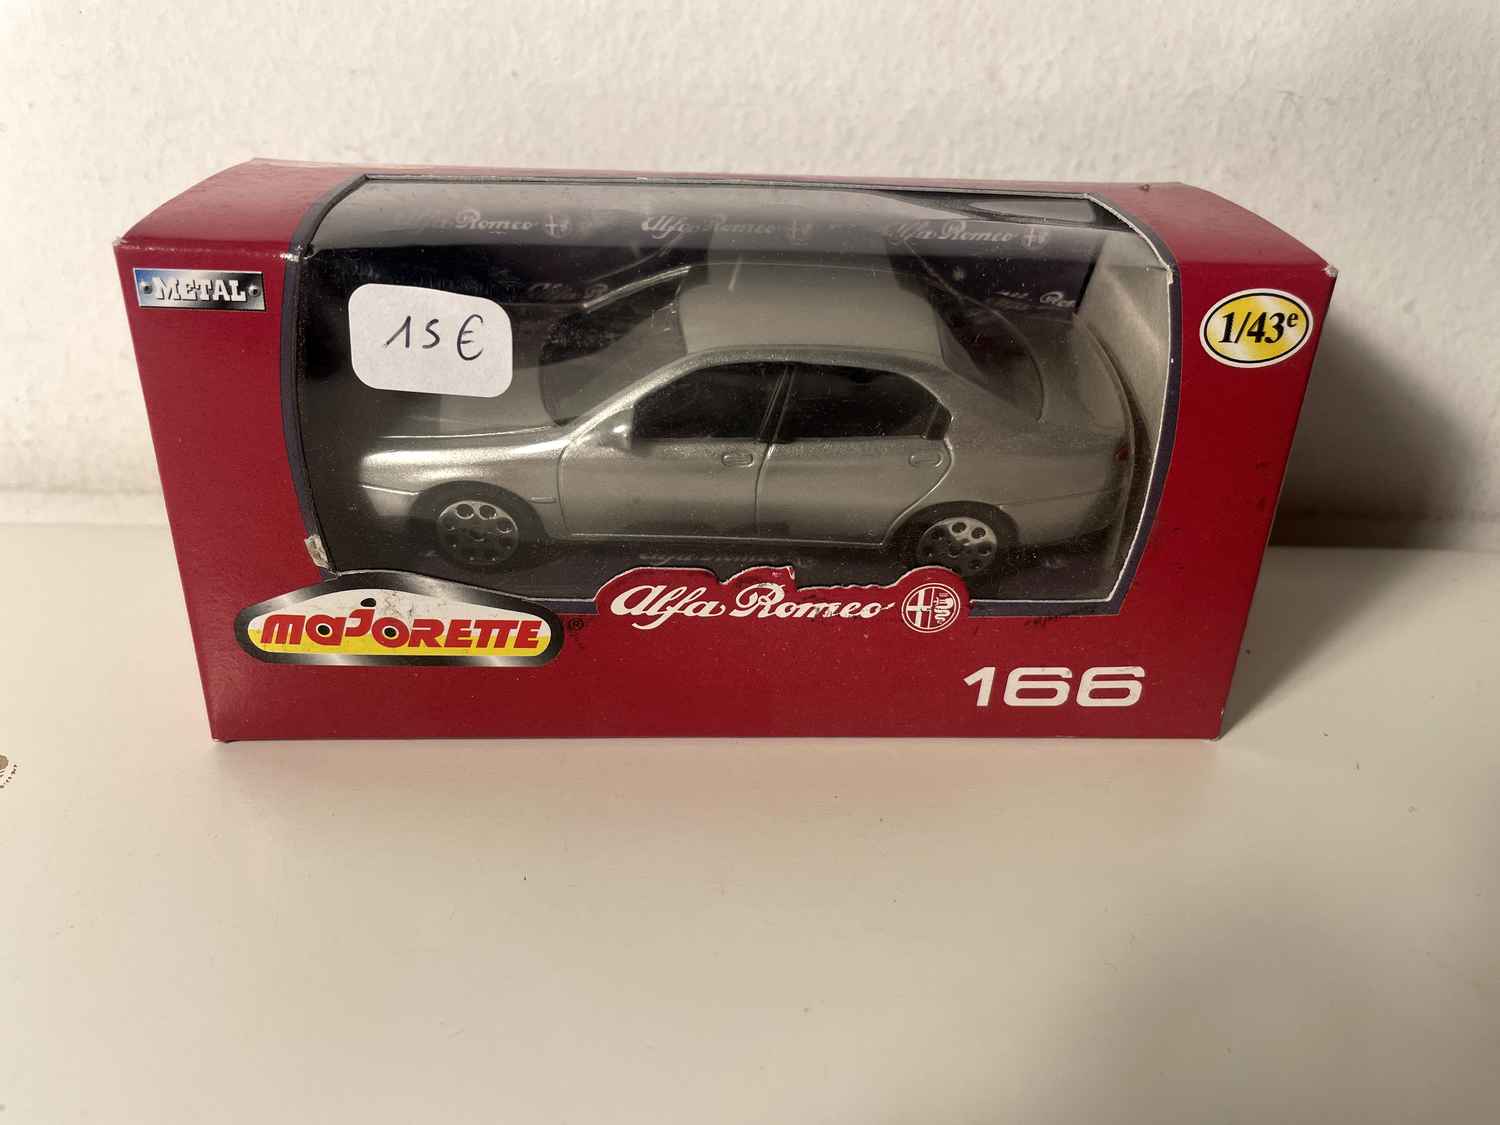 Alfa Romeo Alfa Romeo Alfa Romeo
METAL
15€
1/43e
MAJORETTE®
Alfa Romeo
166